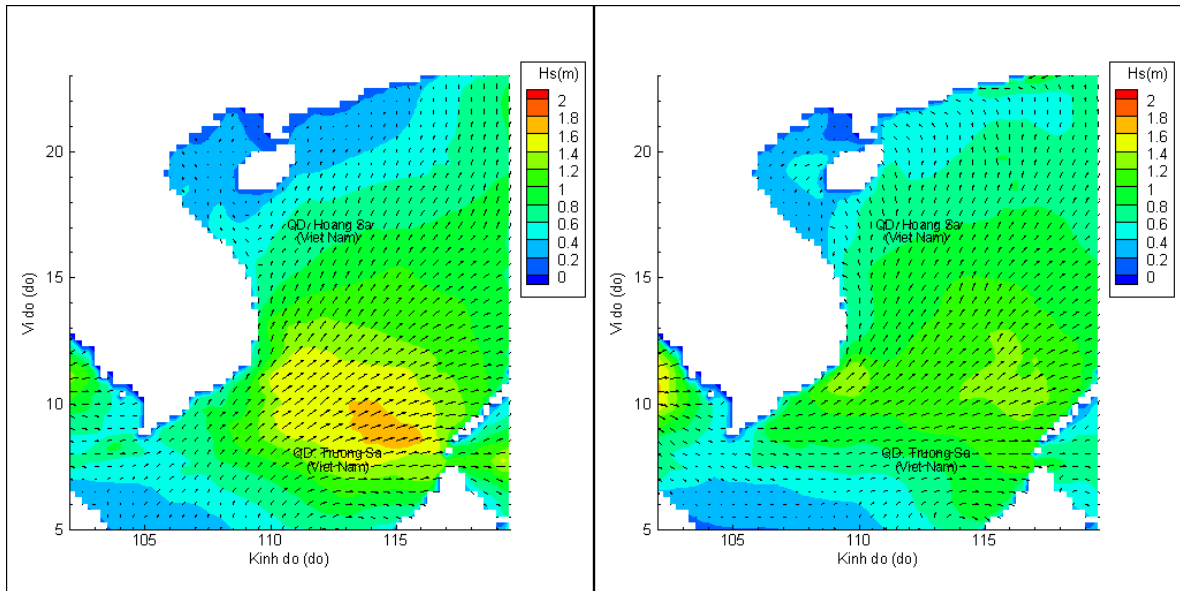 Hs(m)
2
1.8
1.6
1.4
1.2
1
0.8
0.6
0.4
0.2
0
QD. Hoang Sa
(Viet Nam)
QD. Truong Sa
(Viet Nam)
20
15
10
5
Vi do (do)
105
110
115
Kinh do (do)
Hs(m)
2
1.8
1.6
1.4
1.2
1
0.8
0.6
0.4
0.2
0
QD. Hoang Sa
(Viet Nam)
QD. Truong Sa
(Viet Nam)
20
15
10
5
Vi do (do)
105
110
115
Kinh do (do)